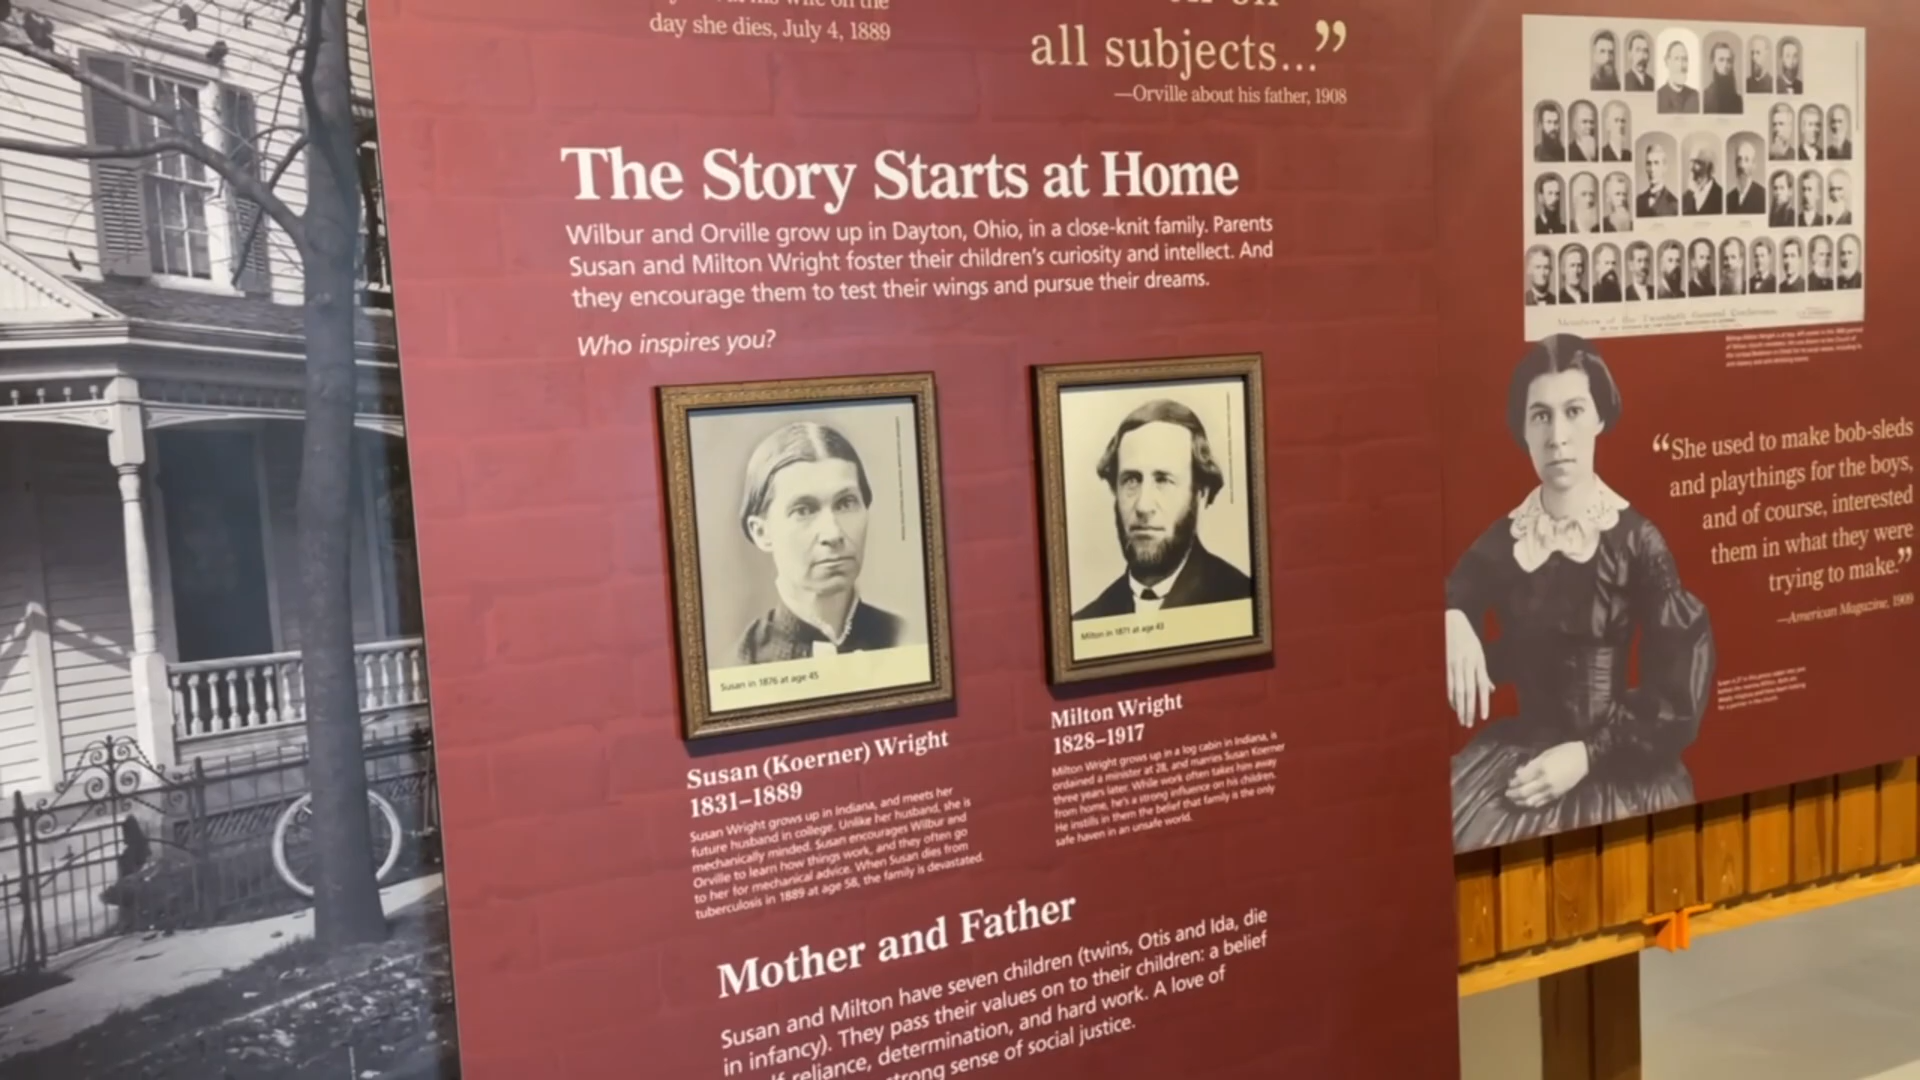 day she dies, July 4, 1889
all subjects...”
—Orville about his father, 1908
The Story Starts at Home
Wilbur and Orville grow up in Dayton, Ohio, in a close-knit family. Parents
Susan and Milton Wright foster their children's curiosity and intellect. And
they encourage them to test their wings and pursue their dreams.
Who inspires you?
Susan in 1876 at age 45
Milton in 1871 at age 43
Susan (Koerner) Wright
1831–1889
Susan Wright grows up in Indiana, and meets her
future husband in college. Unlike her husband, she is
mechanically minded. Susan encourages Wilbur and
Orville to learn how things work, and they often go
to her for mechanical advice. When Susan dies from
tuberculosis in 1889 at age 58, the family is devastated.
Milton Wright
1828–1917
Milton Wright grows up in a log cabin in Indiana, is
ordained a minister at 28, and marries Susan Koerner
three years later. While work often takes him away
from home, he's a strong influence on his children.
He instills in them the belief that family is the only
safe haven in an unsafe world.
Mother and Father
Susan and Milton have seven children (twins, Otis and Ida, die
in infancy). They pass their values on to their children: a belief
reliance, determination, and hard work. A love of
strong sense of social justice.
Members of the Twentieth General Conference,
“She used to make bob-sleds
and playthings for the boys,
and of course, interested
them in what they were
trying to make.”
—American Magazine, 1909